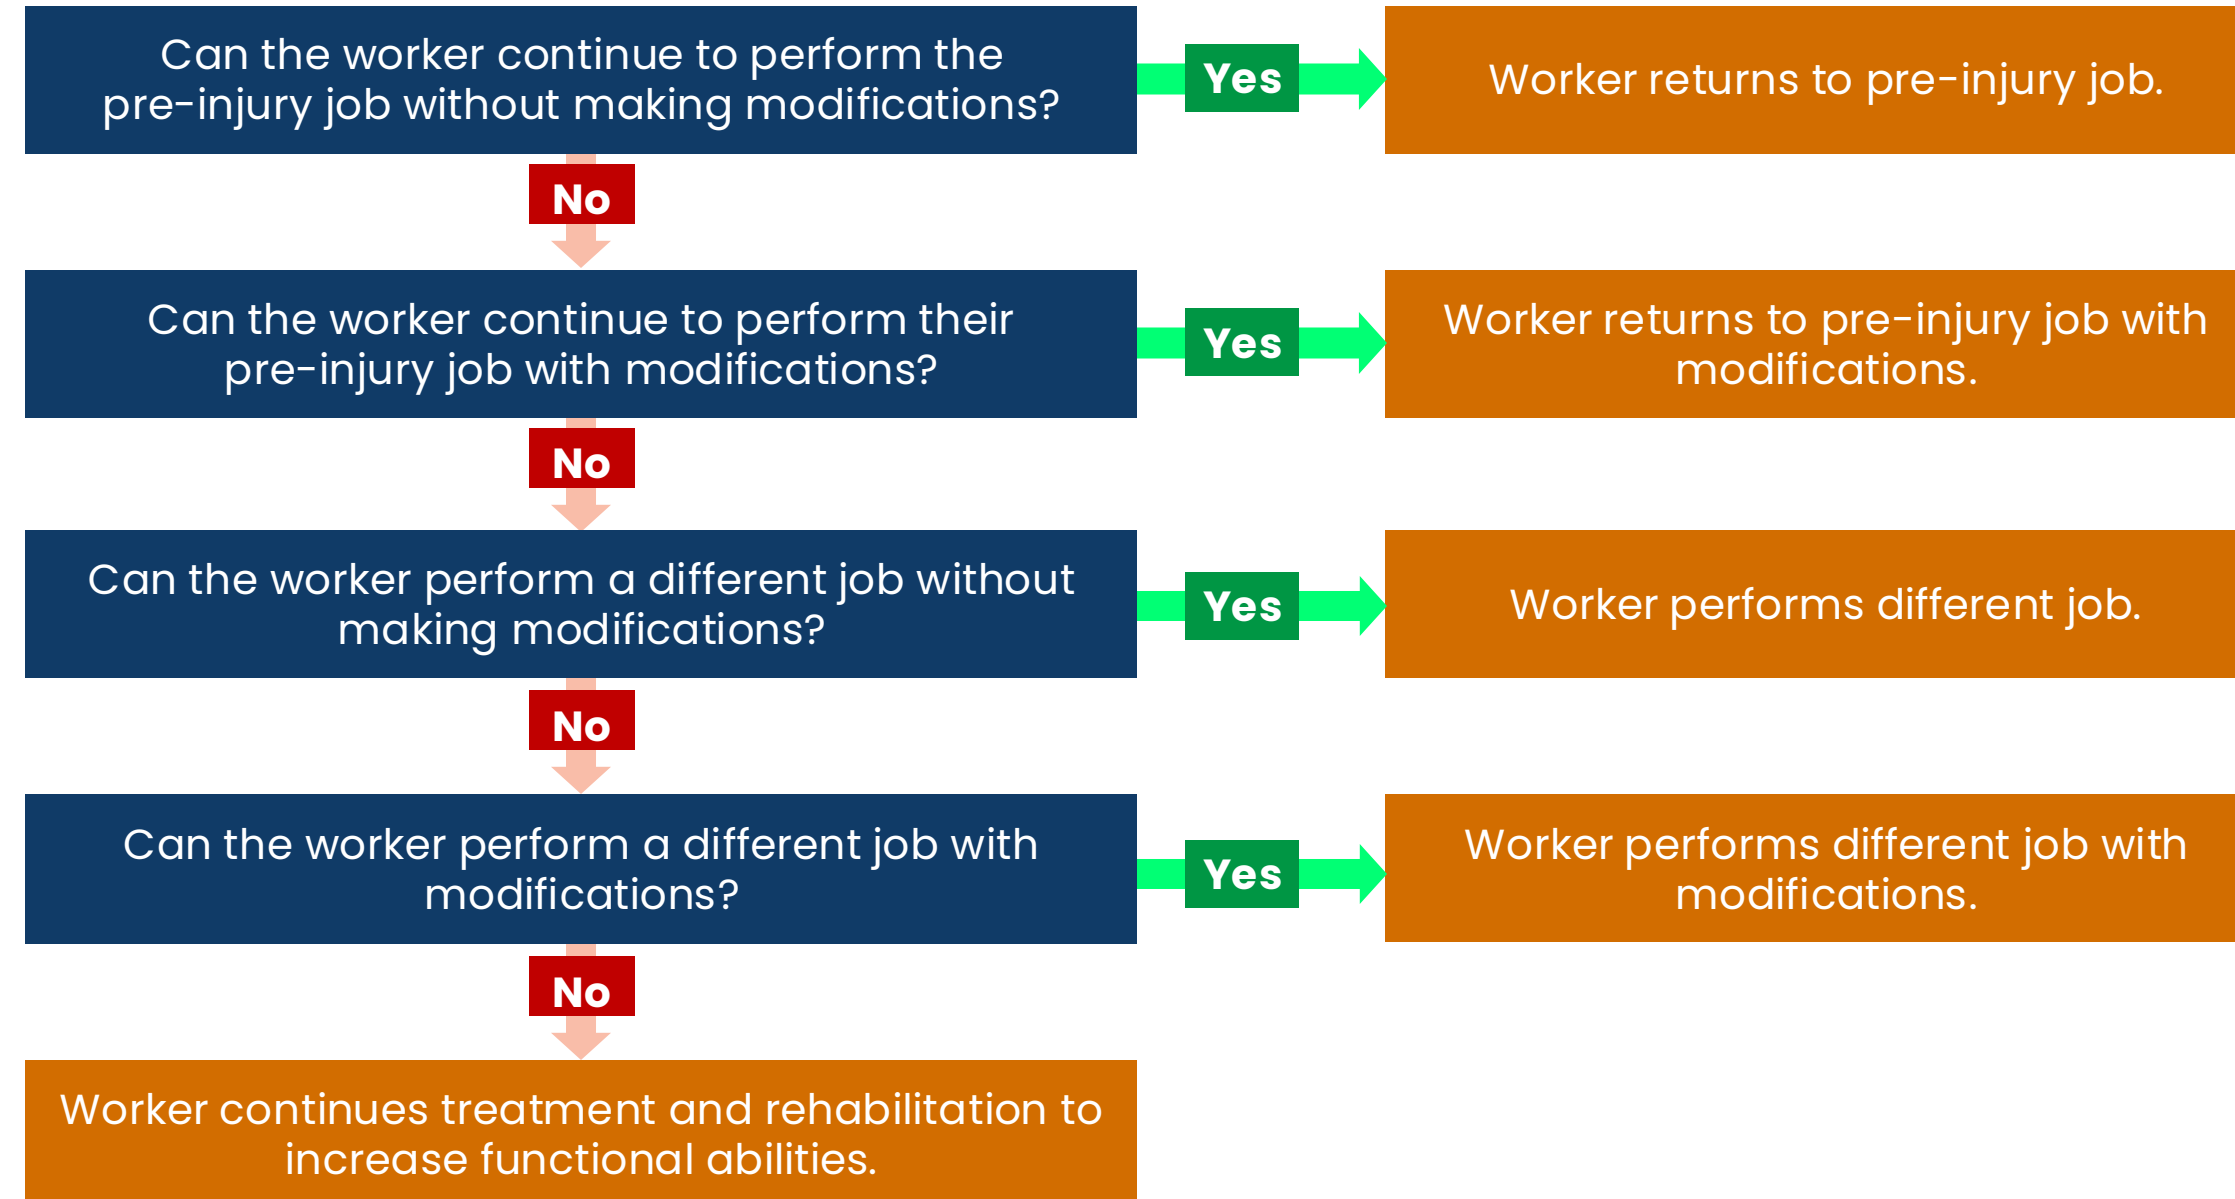 Can the worker continue to perform the
pre-injury job without making modifications?
Yes
Worker returns to pre-injury job.
No
Can the worker continue to perform their
pre-injury job with modifications?
Yes
Worker returns to pre-injury job with
modifications.
No
Can the worker perform a different job without
making modifications?
Yes
Worker performs different job.
No
Can the worker perform a different job with
modifications?
Yes
Worker performs different job with
modifications.
No
Worker continues treatment and rehabilitation to
increase functional abilities.